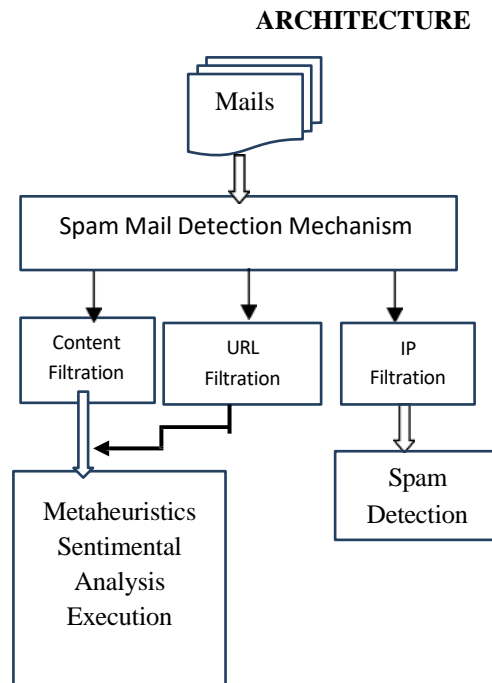 ARCHITECTURE
Mails
Spam Mail Detection Mechanism
Content
Filtration
URL
Filtration
IP
Filtration
Metaheuristics
Sentimental
Analysis
Execution
Spam
Detection